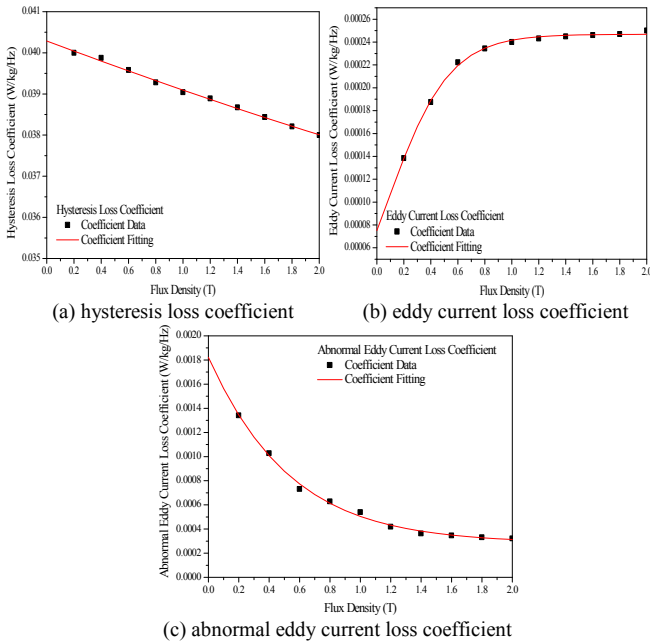 Hysteresis Loss Coefficient (W/kg/Hz)
0.041
0.040
0.039
0.038
0.037
0.036
0.035
Hysteresis Loss Coefficient
Coefficient Data
Coefficient Fitting
0.0 0.2 0.4 0.6 0.8 1.0 1.2 1.4 1.6 1.8 2.0
Flux Density (T)
(a) hysteresis loss coefficient
Eddy Current Loss Coefficient (W/kg/Hz)
0.00026
0.00024
0.00022
0.00020
0.00018
0.00016
0.00014
0.00012
0.00010
0.00008
0.00006
Eddy Current Loss Coefficient
Coefficient Data
Coefficient Fitting
0.0 0.2 0.4 0.6 0.8 1.0 1.2 1.4 1.6 1.8 2.0
Flux Density (T)
(b) eddy current loss coefficient
Abnormal Eddy Current Loss Coefficient (W/kg/Hz)
0.0020
0.0018
0.0016
0.0014
0.0012
0.0010
0.0008
0.0006
0.0004
0.0002
0.0000
Abnormal Eddy Current Loss Coefficient
Coefficient Data
Coefficient Fitting
0.0 0.2 0.4 0.6 0.8 1.0 1.2 1.4 1.6 1.8 2.0
Flux Density (T)
(c) abnormal eddy current loss coefficient